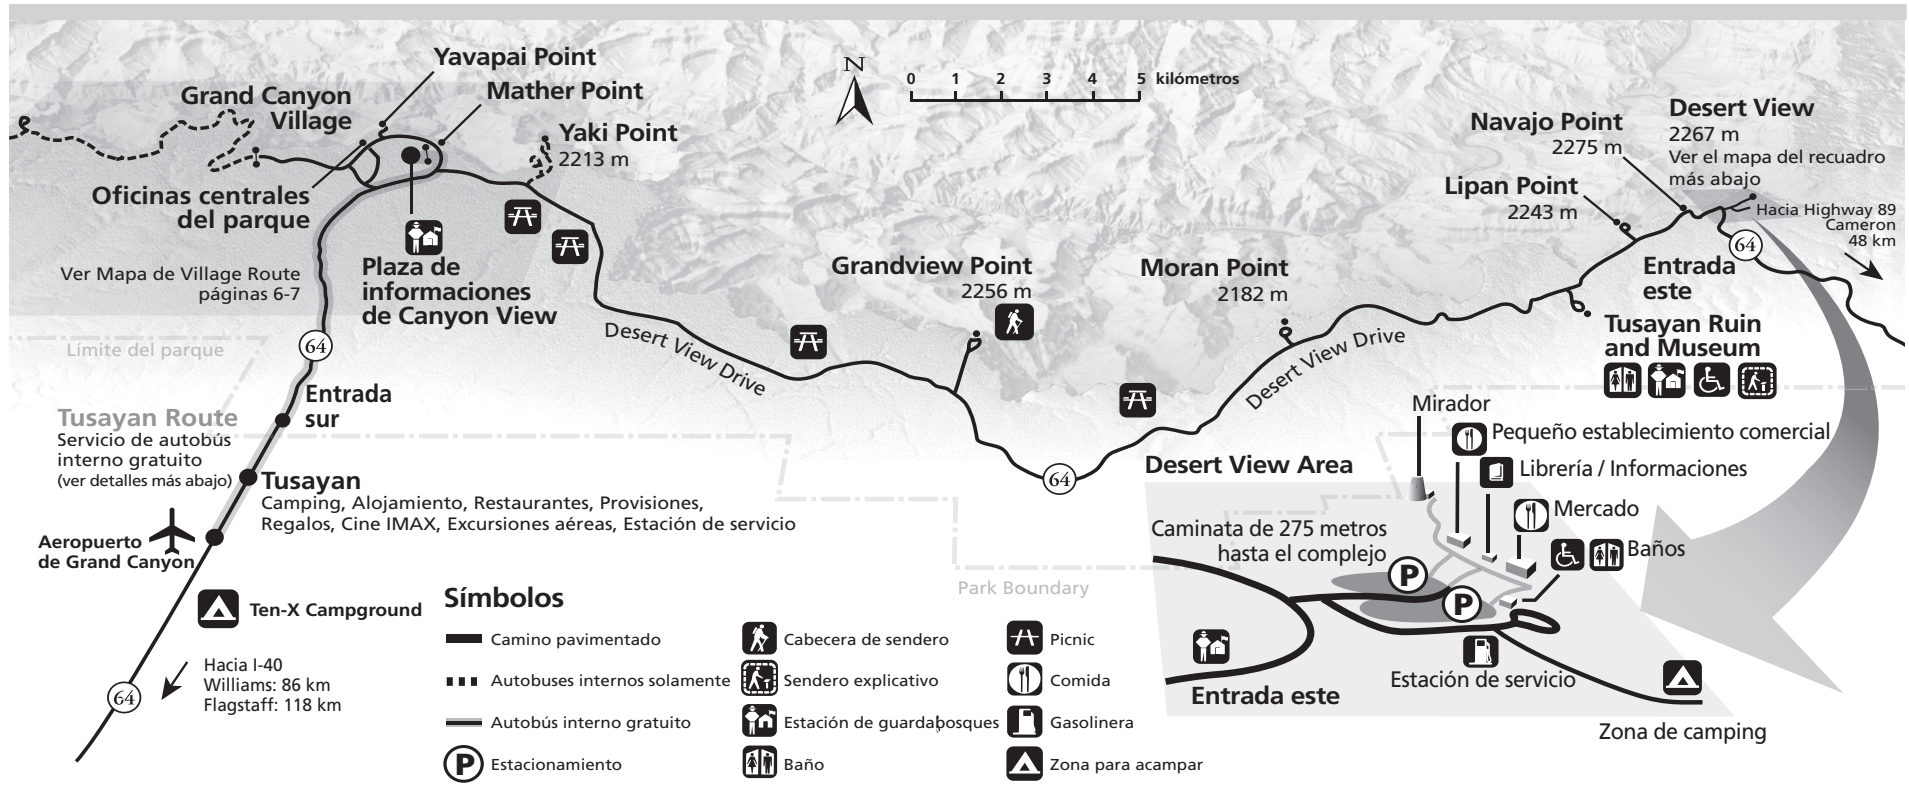 Yavapai Point
Mather Point
Grand Canyon
Village
Yaki Point
2213 m
Oficinas centrales
del parque
N
0 1 2 3 4 5 kilómetros
Navajo Point
2275 m
Desert View
2267 m
Ver el mapa del recuadro
más abajo
Lipan Point
2243 m
Hacia Highway 89
Cameron
48 km
64
Entrada
este
Ver Mapa de Village Route
páginas 6-7
Plaza de
informaciones
de Canyon View
Grandview Point
2256 m
Moran Point
2182 m
Desert View Drive
Desert View Drive
Tusayan Ruin
and Museum
64
Límite del parque
Entrada
sur
Tusayan Route
Servicio de autobús
interno gratuito
(ver detalles más abajo)
Tusayan
Camping, Alojamiento, Restaurantes, Provisiones,
Regalos, Cine IMAX, Excursiones aéreas, Estación de servicio
Aeropuerto
de Grand Canyon
64
Park Boundary
Ten-X Campground
Hacia I-40
Williams: 86 km
Flagstaff: 118 km
64
Símbolos
Camino pavimentado
Autobuses internos solamente
Autobús interno gratuito
P Estacionamiento
Cabecera de sendero
Sendero explicativo
Estación de guardabosques
Baño
Picnic
Comida
Gasolinera
Zona para acampar
Desert View Area
Mirador
Pequeño establecimiento comercial
Librería / Informaciones
Mercado
Baños
Caminata de 275 metros
hasta el complejo
P
P
Entrada este
Estación de servicio
Zona de camping